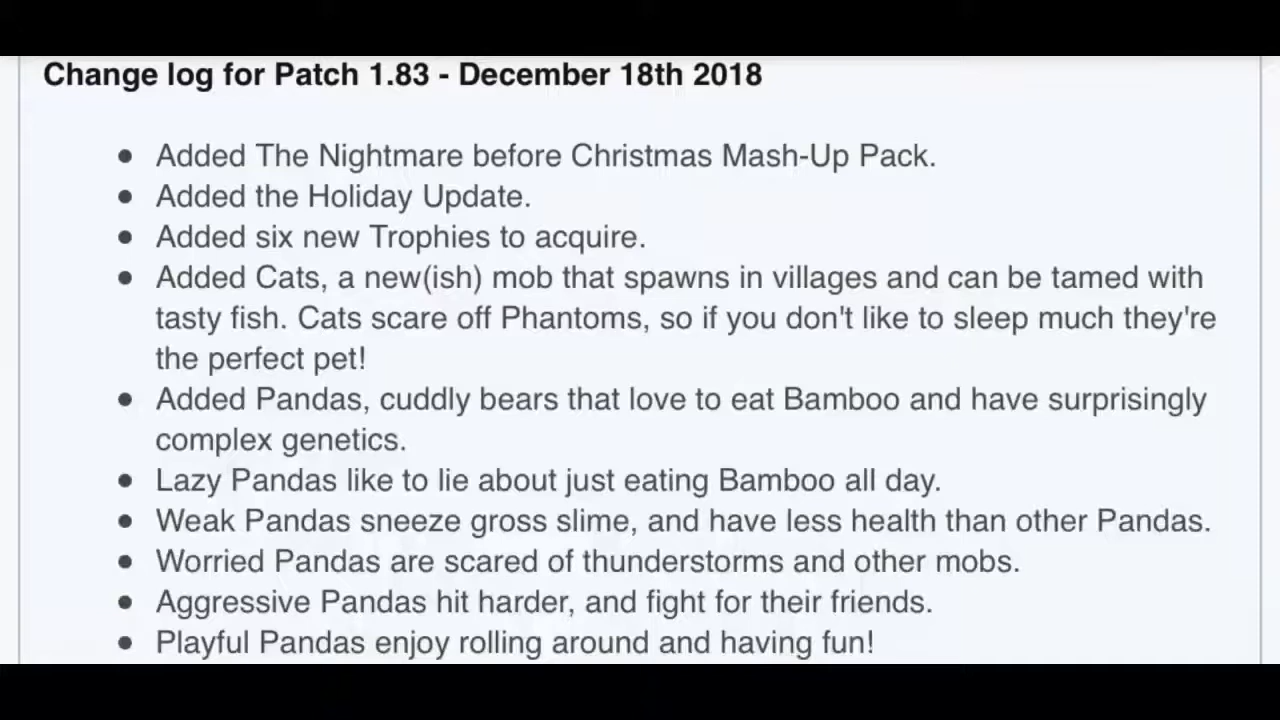 Change log for Patch 1.83 - December 18th 2018
● Added The Nightmare before Christmas Mash-Up Pack.
● Added the Holiday Update.
● Added six new Trophies to acquire.
● Added Cats, a new(ish) mob that spawns in villages and can be tamed with
tasty fish. Cats scare off Phantoms, so if you don't like to sleep much they're
the perfect pet!
● Added Pandas, cuddly bears that love to eat Bamboo and have surprisingly
complex genetics.
● Lazy Pandas like to lie about just eating Bamboo all day.
● Weak Pandas sneeze gross slime, and have less health than other Pandas.
● Worried Pandas are scared of thunderstorms and other mobs.
● Aggressive Pandas hit harder, and fight for their friends.
● Playful Pandas enjoy rolling around and having fun!